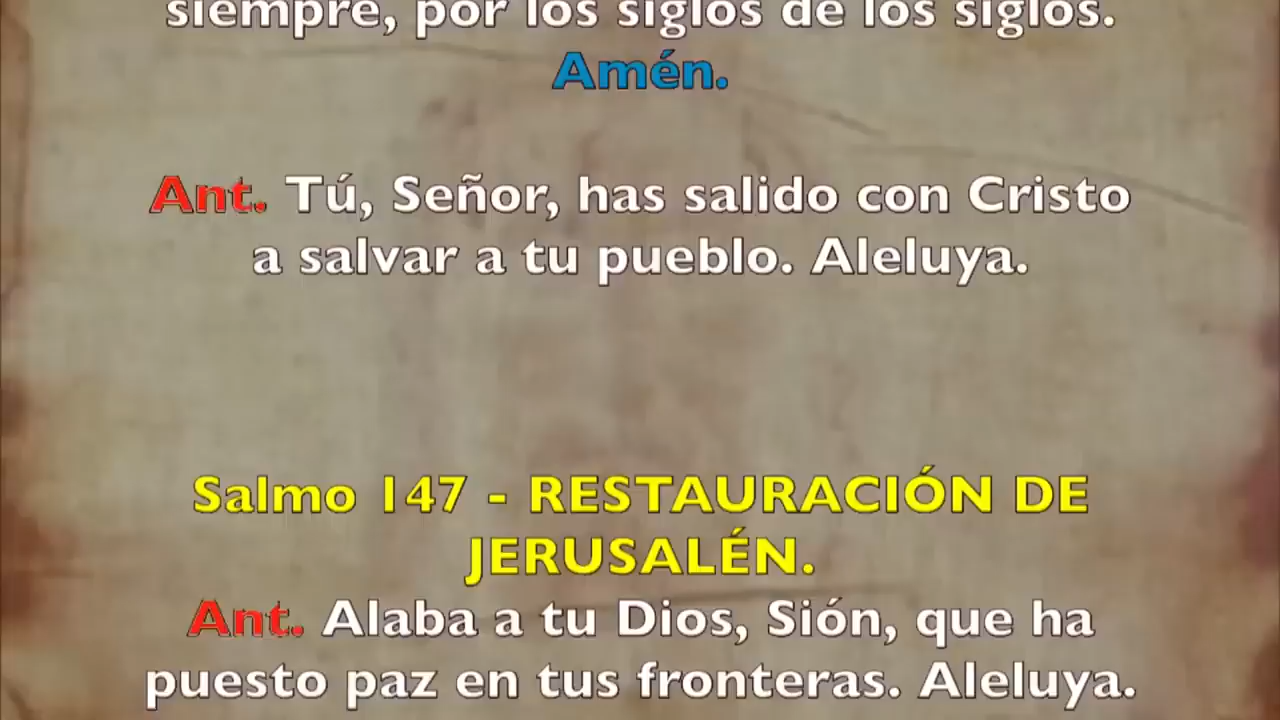 siempre, por los siglos de los siglos.
Amén.
Ant. Tú, Señor, has salido con Cristo
a salvar a tu pueblo. Aleluya.
Salmo 147 - RESTAURACIÓN DE
JERUSALÉN.
Ant. Alaba a tu Dios, Sión, que ha
puesto paz en tus fronteras. Aleluya.